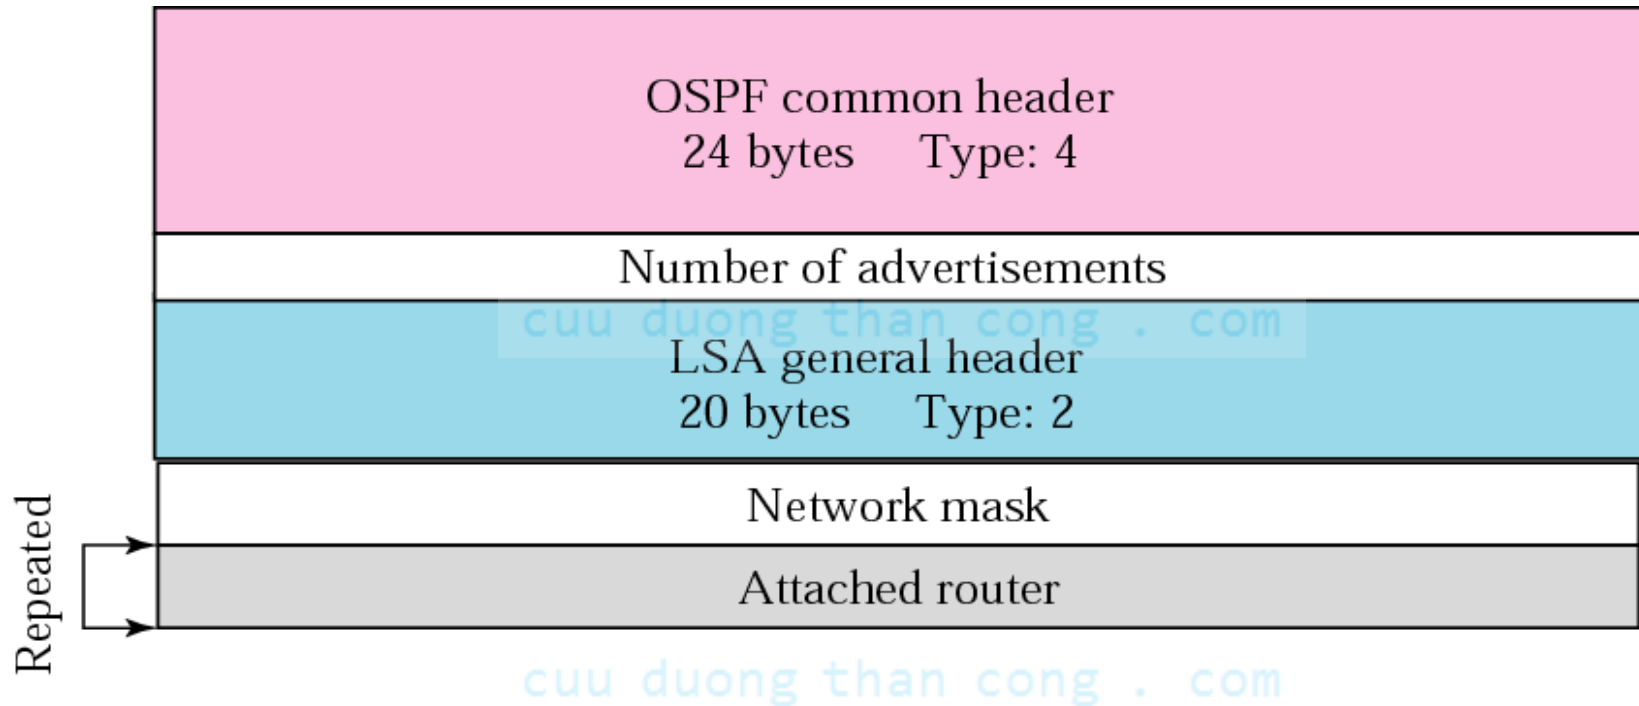 OSPF common header
24 bytes Type: 4
Number of advertisements
cuu duong than cong . com
LSA general header
20 bytes Type: 2
Network mask
Attached router
Repeated
cuu duong than cong . com